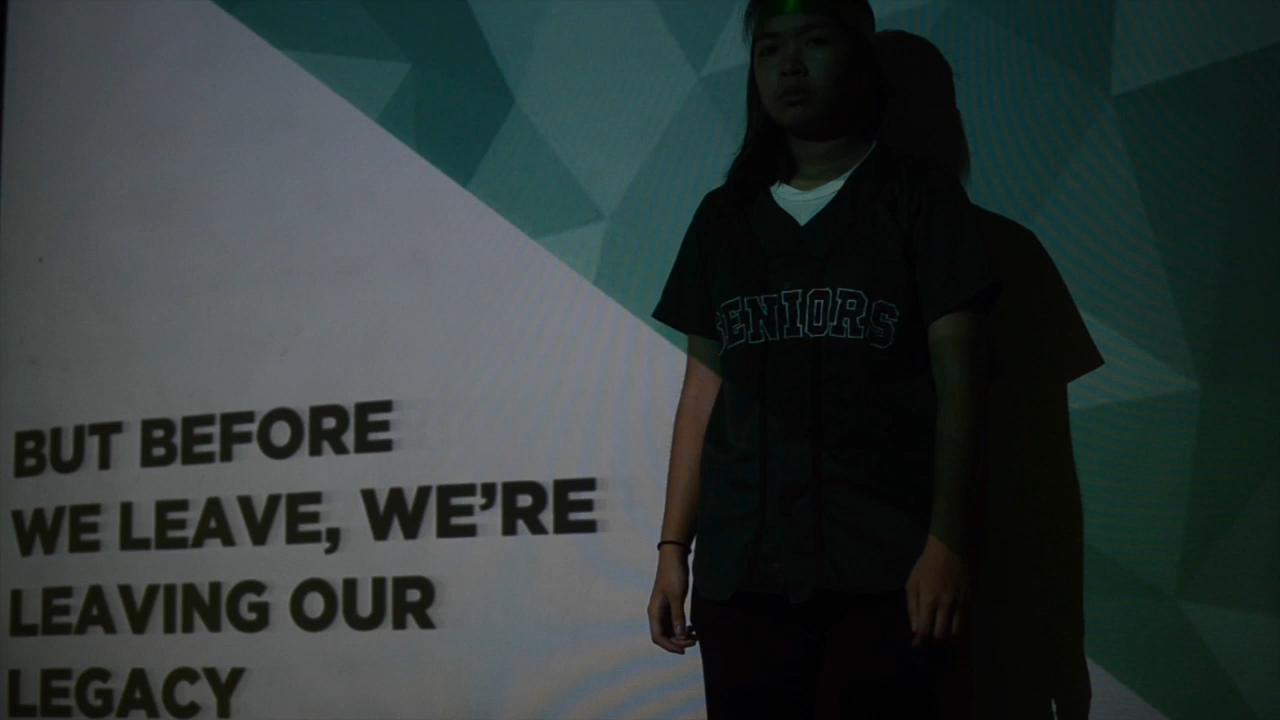 BUT BEFORE
WE LEAVE, WE'RE
LEAVING OUR
LEGACY
SENIORS